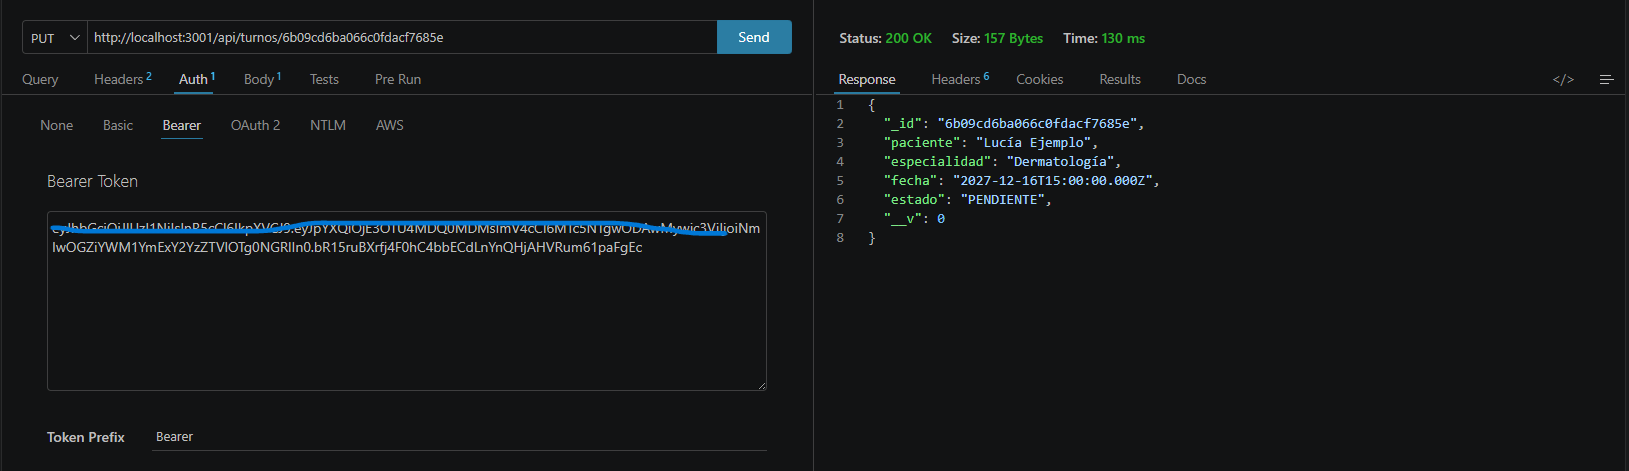 PUT http://localhost:3001/api/turnos/6b09cd6ba066c0fdacf7685e Send
Query Headers 2 Auth 1 Body 1 Tests Pre Run
None Basic Bearer OAuth 2 NTLM AWS
Bearer Token
IwOGZiYWM1YmExY2YzZTVlOTg0NGRlIn0.bR15ruBXrfj4F0hC4bbECdLnYnQHjAHVRum61paFgEc
Token Prefix Bearer
Status: 200 OK Size: 157 Bytes Time: 130 ms
Response Headers 6 Cookies Results Docs </>
1 {
2 "_id": "6b09cd6ba066c0fdacf7685e",
3 "paciente": "Lucía Ejemplo",
4 "especialidad": "Dermatología",
5 "fecha": "2027-12-16T15:00:00.000Z",
6 "estado": "PENDIENTE",
7 "__v": 0
8 }